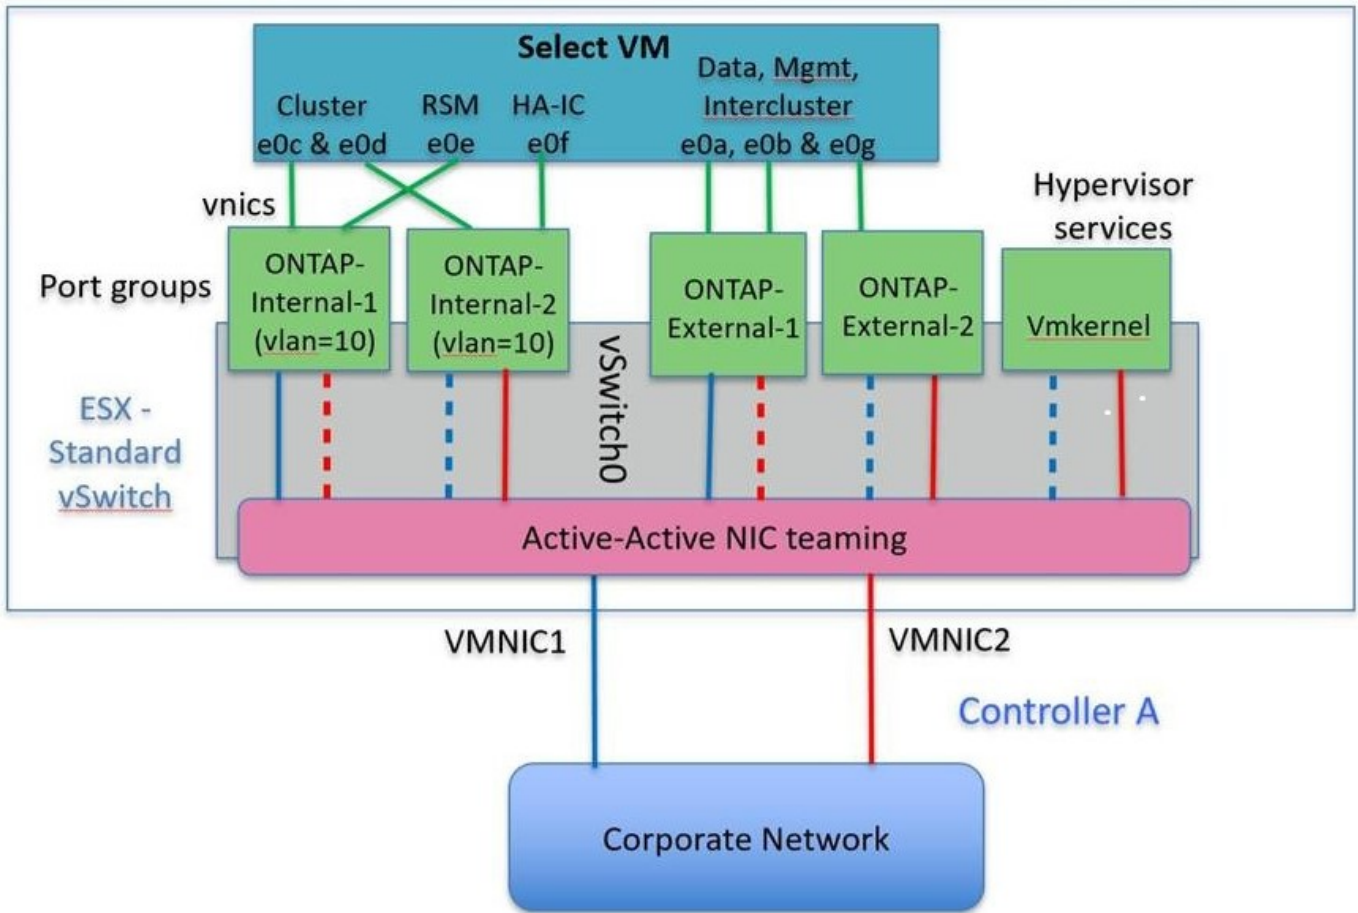 Select VM
Cluster
e0c & e0d
RSM
e0e
HA-IC
e0f
Data, Mgmt,
Intercluster
e0a, e0b & e0g
vnics
Hypervisor
services
Port groups
ONTAP-
Internal-1
(vlan=10)
ONTAP-
Internal-2
(vlan=10)
ONTAP-
External-1
ONTAP-
External-2
Vmkernel
vSwitch0
ESX -
Standard
vSwitch
Active-Active NIC teaming
VMNIC1
VMNIC2
Controller A
Corporate Network